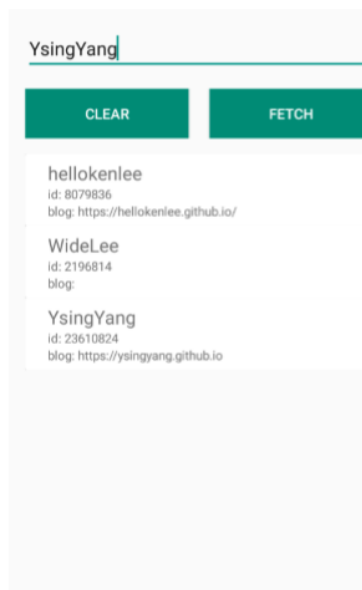 YsingYang
CLEAR FETCH
hellokenlee
id: 8079836
blog: https://hellokenlee.github.io/
WideLee
id: 2196814
blog:
YsingYang
id: 23610824
blog: https://ysingyang.github.io